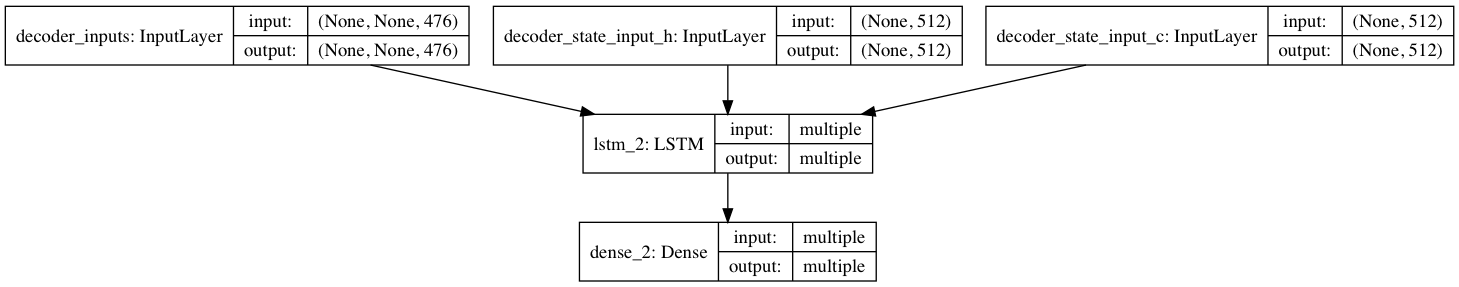 decoder_inputs: InputLayer
input: (None, None, 476)
output: (None, None, 476)
decoder_state_input_h: InputLayer
input: (None, 512)
output: (None, 512)
decoder_state_input_c: InputLayer
input: (None, 512)
output: (None, 512)
lstm_2: LSTM
input: multiple
output: multiple
dense_2: Dense
input: multiple
output: multiple